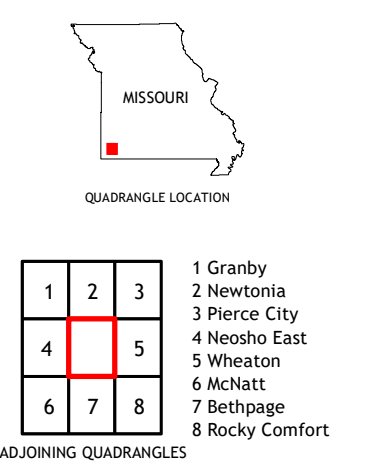 MISSOURI
QUADRANGLE LOCATION
1 2 3
4 5
6 7 8
ADJOINING QUADRANGLES
1 Granby
2 Newtonia
3 Pierce City
4 Neosho East
5 Wheaton
6 McNatt
7 Bethpage
8 Rocky Comfort